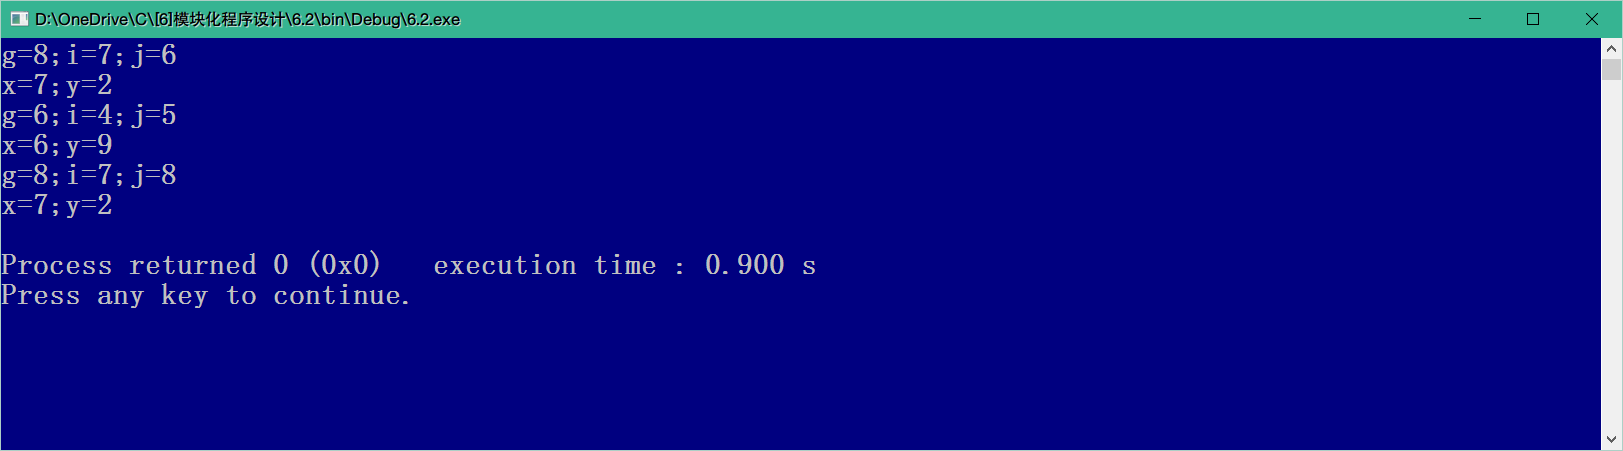 D:\OneDrive\C\[6]模块化程序设计\6.2\bin\Debug\6.2.exe
g=8;i=7;j=6
x=7;y=2
g=6;i=4;j=5
x=6;y=9
g=8;i=7;j=8
x=7;y=2
Process returned 0 (0x0)   execution time : 0.900 s
Press any key to continue.